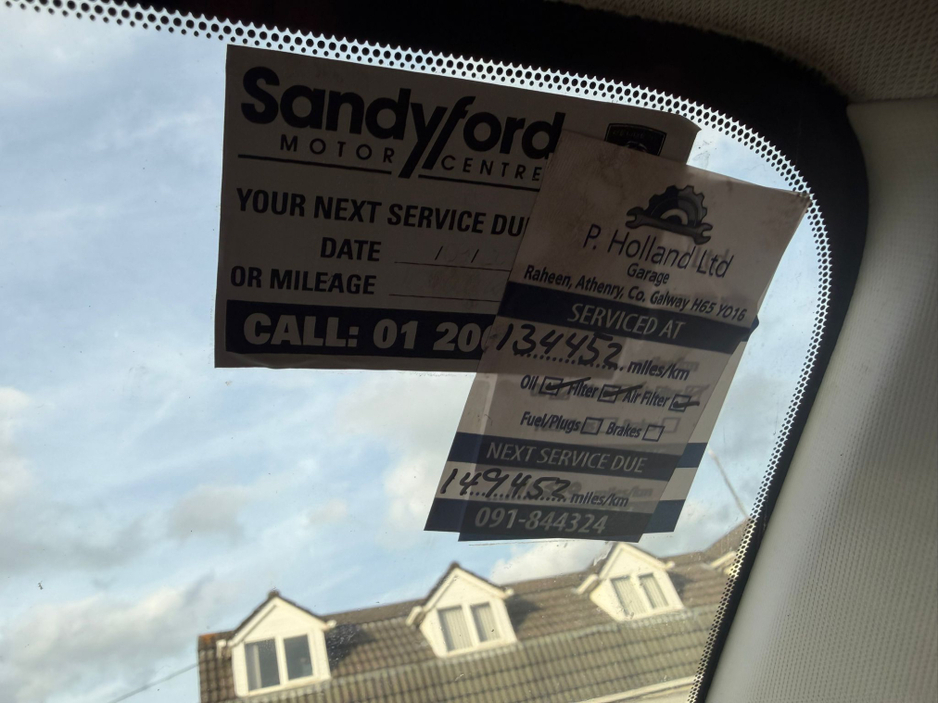 Sandyford
MOTOR CENTRE
YOUR NEXT SERVICE DU
DATE / /
OR MILEAGE
CALL: 01 20
P. Holland Ltd
Garage
Raheen, Athenry, Co. Galway H65 Y016
SERVICED AT
134452 miles/km
Oil Filter Air Filter
Fuel/Plugs Brakes
NEXT SERVICE DUE
149452 miles/km
091-844324